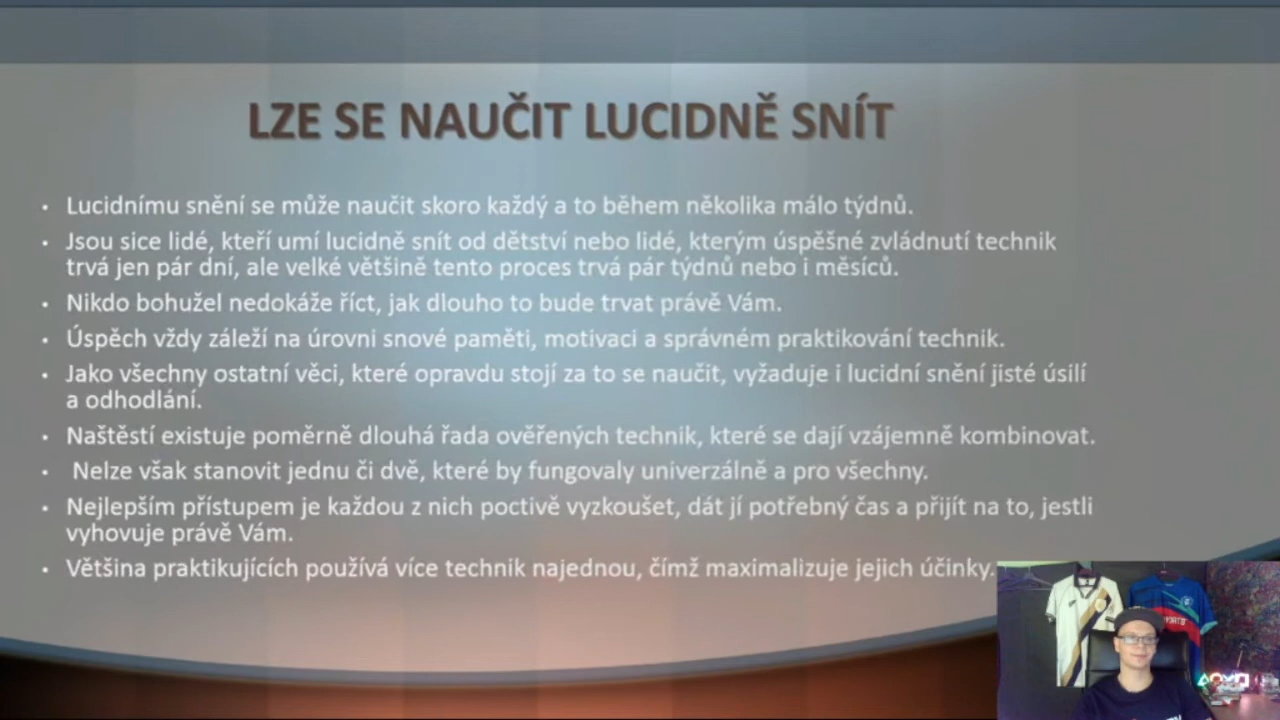 LZE SE NAUČIT LUCIDNĚ SNÍT
• Lucidnímu snění se může naučit skoro každý a to během několika málo týdnů.
• Jsou sice lidé, kteří umí lucidně snít od dětství nebo lidé, kterým úspěšné zvládnutí technik
trvá jen pár dní, ale velké většině tento proces trvá pár týdnů nebo i měsíců.
• Nikdo bohužel nedokáže říct, jak dlouho to bude trvat právě Vám.
• Úspěch vždy záleží na úrovni snové paměti, motivaci a správném praktikování technik.
• Jako všechny ostatní věci, které opravdu stojí za to se naučit, vyžaduje i lucidní snění jisté úsilí
a odhodlání.
• Naštěstí existuje poměrně dlouhá řada ověřených technik, které se dají vzájemně kombinovat.
• Nelze však stanovit jednu či dvě, které by fungovaly univerzálně a pro všechny.
• Nejlepším přístupem je každou z nich poctivě vyzkoušet, dát jí potřebný čas a přijít na to, jestli
vyhovuje právě Vám.
• Většina praktikujících používá více technik najednou, čímž maximalizuje jejich účinky.